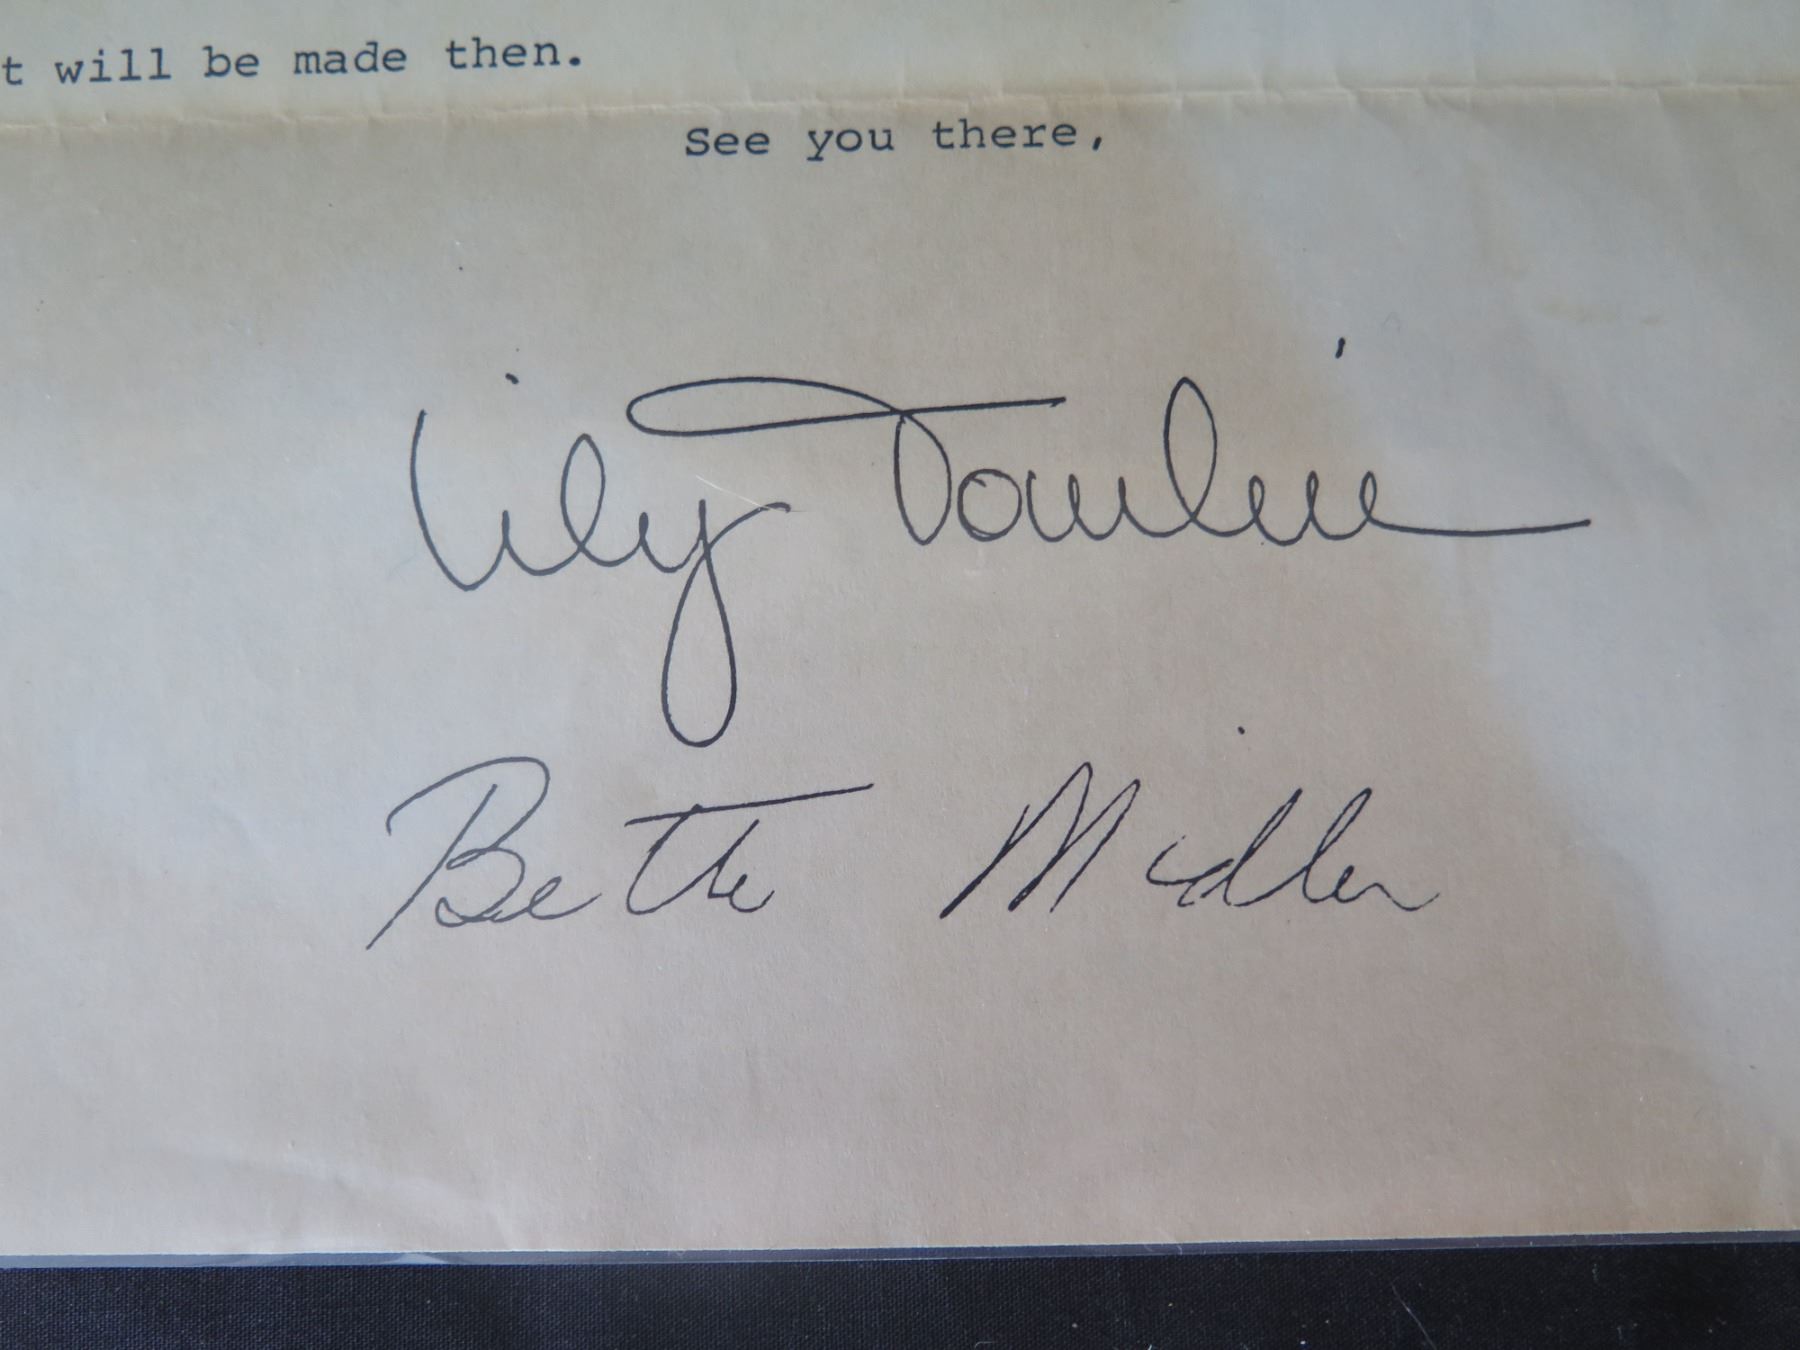 t will be made then.
See you there,
Lily Tomlin
Bette Midler